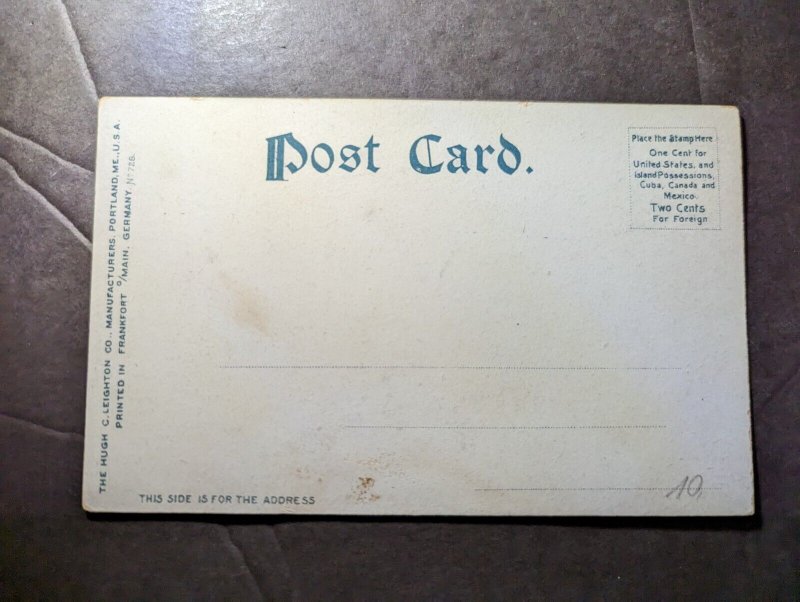 Post Card.
Place the Stamp Here
One Cent for
United States, and
Island Possessions,
Cuba, Canada and
Mexico.
Two Cents
For Foreign
THE HUGH C. LEIGHTON CO., MANUFACTURERS, PORTLAND, ME., U.S.A.
PRINTED IN FRANKFORT o/MAIN, GERMANY. No 728.
THIS SIDE IS FOR THE ADDRESS
10